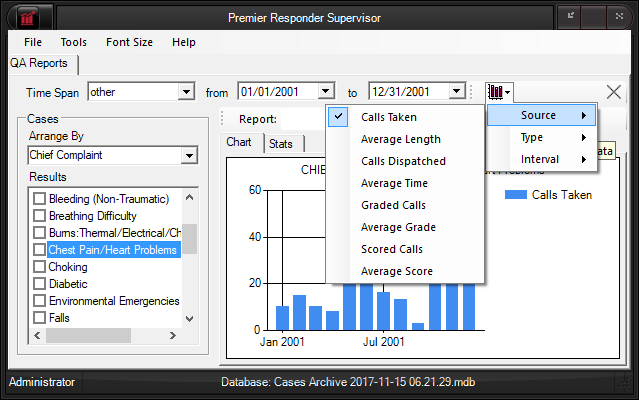 Premier Responder Supervisor
File Tools Font Size Help
QA Reports
Time Span other from 01/01/2001 to 12/31/2001
Cases
Arrange By
Chief Complaint
Results
Bleeding (Non-Traumatic)
Breathing Difficulty
Burns:Thermal/Electrical/Ch
Chest Pain/Heart Problems
Choking
Diabetic
Environmental Emergencies
Falls
Report:
Chart Stats
Calls Taken
Average Length
Calls Dispatched
Average Time
Graded Calls
Average Grade
Scored Calls
Average Score
Source
Type
Interval
ata
CHIE
rt Problems
Calls Taken
60
40
20
0
Jan 2001 Jul 2001
Administrator Database: Cases Archive 2017-11-15 06.21.29.mdb